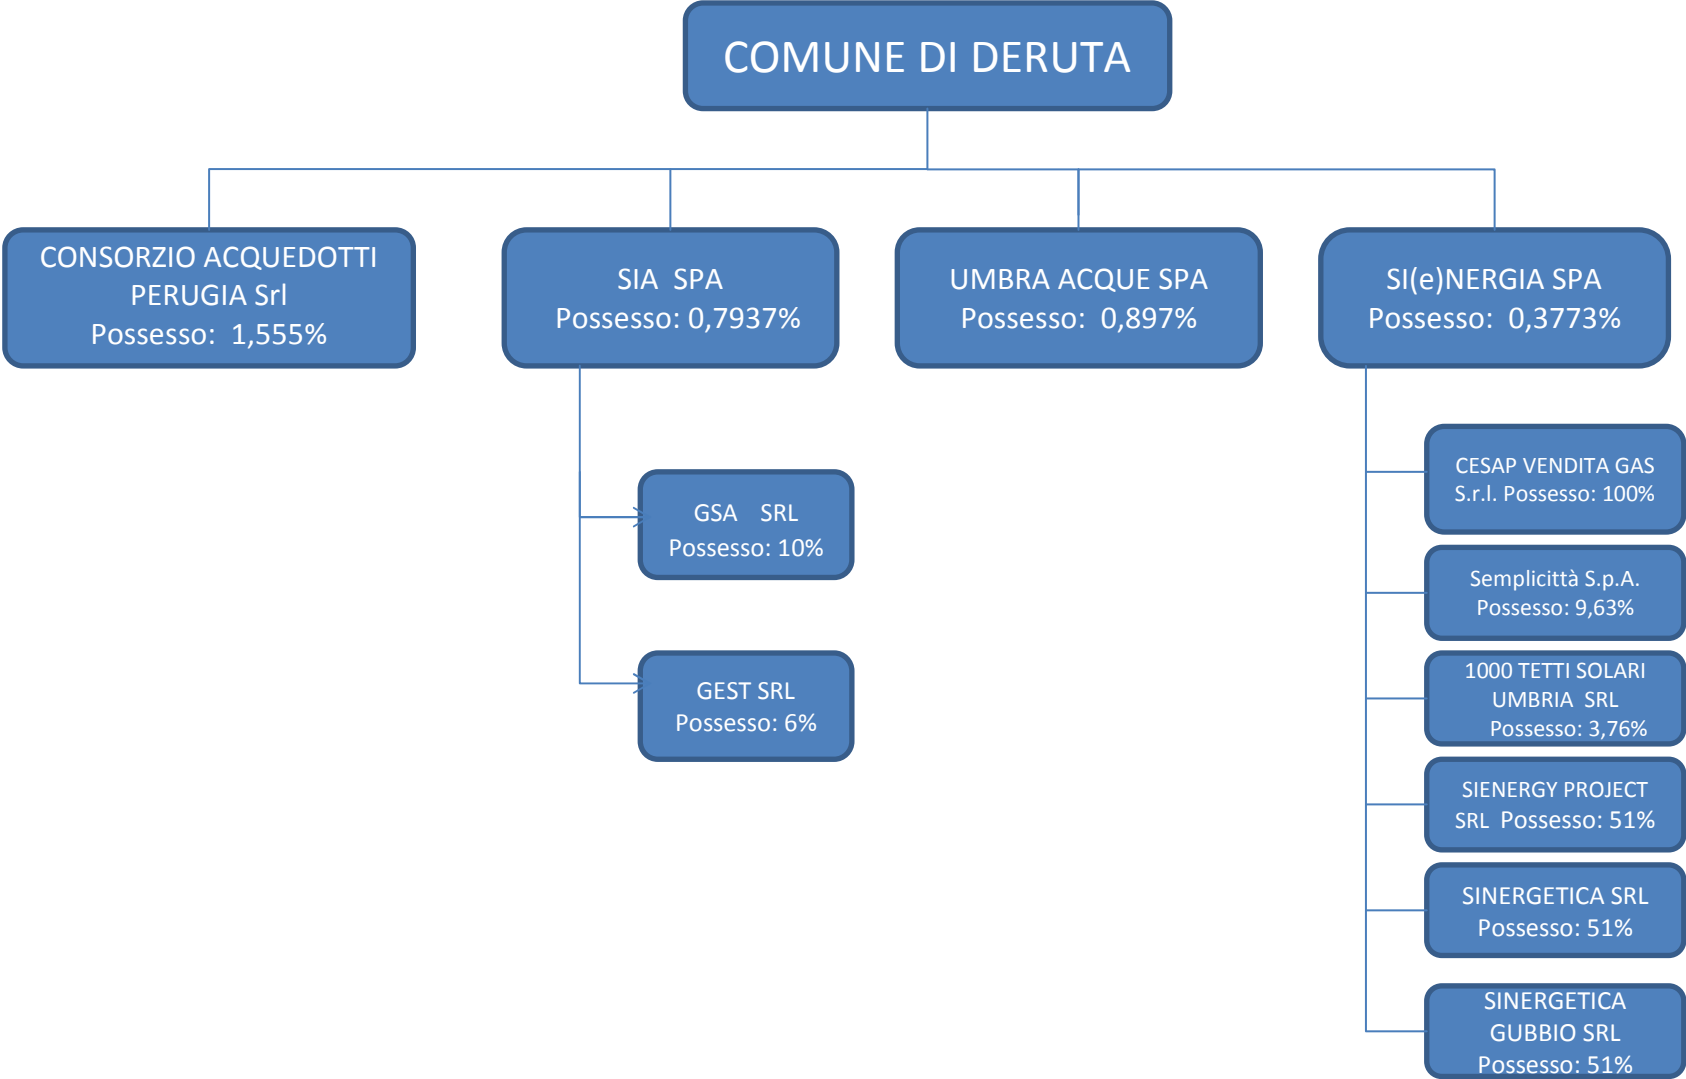 COMUNE DI DERUTA
CONSORZIO ACQUEDOTTI
PERUGIA Srl
Possesso: 1,555%
SIA SPA
Possesso: 0,7937%
UMBRA ACQUE SPA
Possesso: 0,897%
SI(e)NERGIA SPA
Possesso: 0,3773%
GSA SRL
Possesso: 10%
GEST SRL
Possesso: 6%
CESAP VENDITA GAS
S.r.l. Possesso: 100%
Semplicittà S.p.A.
Possesso: 9,63%
1000 TETTI SOLARI
UMBRIA SRL
Possesso: 3,76%
SIENERGY PROJECT
SRL Possesso: 51%
SINERGETICA SRL
Possesso: 51%
SINERGETICA
GUBBIO SRL
Possesso: 51%